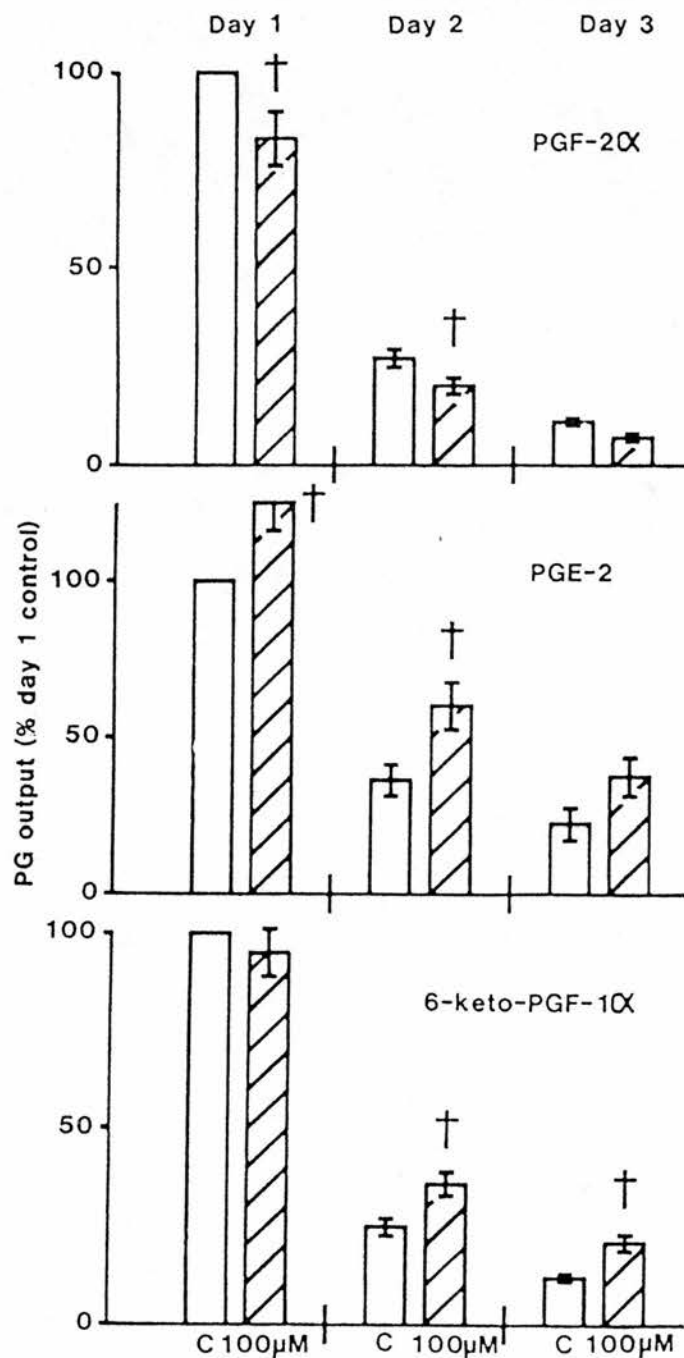 Day 1 Day 2 Day 3
100
†
PGF-2α
50
†
0
†
PGE-2
100
†
50
0
PG output (% day 1 control)
100
6-keto-PGF-1α
50
†
†
0
C 100μM C 100μM C 100μM